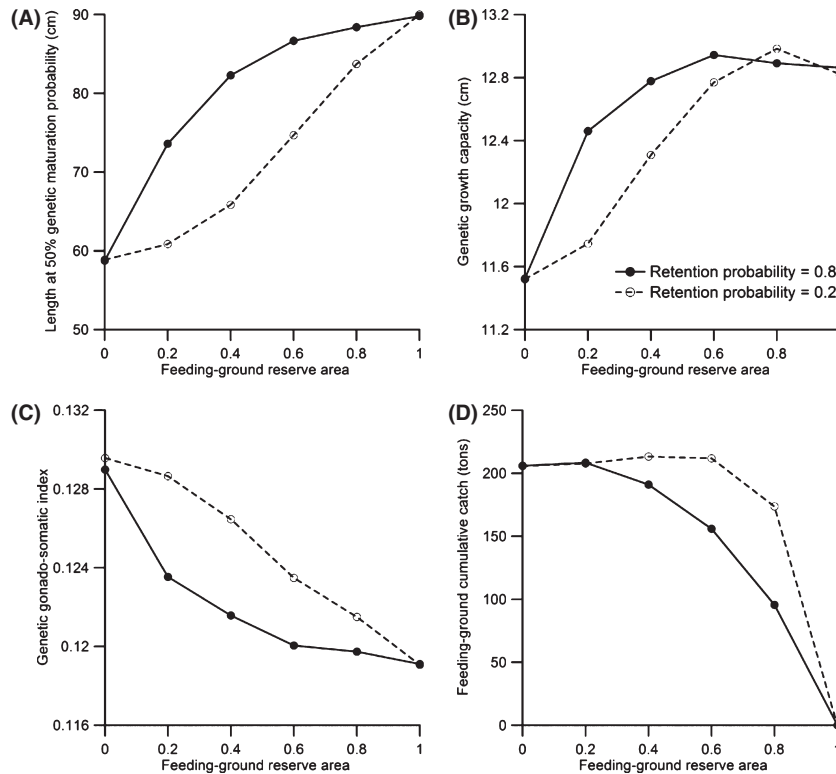 (A)
90
80
70
60
50
Length at 50% genetic maturation probability (cm)
0 0.2 0.4 0.6 0.8 1
Feeding-ground reserve area
(B)
13.2
12.8
12.4
12
11.6
11.2
Genetic growth capacity (cm)
Retention probability = 0.8
Retention probability = 0.2
0 0.2 0.4 0.6 0.8 1
Feeding-ground reserve area
(C)
0.132
0.128
0.124
0.12
0.116
Genetic gonado-somatic index
0 0.2 0.4 0.6 0.8 1
Feeding-ground reserve area
(D)
250
200
150
100
50
0
Feeding-ground cumulative catch (tons)
0 0.2 0.4 0.6 0.8 1
Feeding-ground reserve area